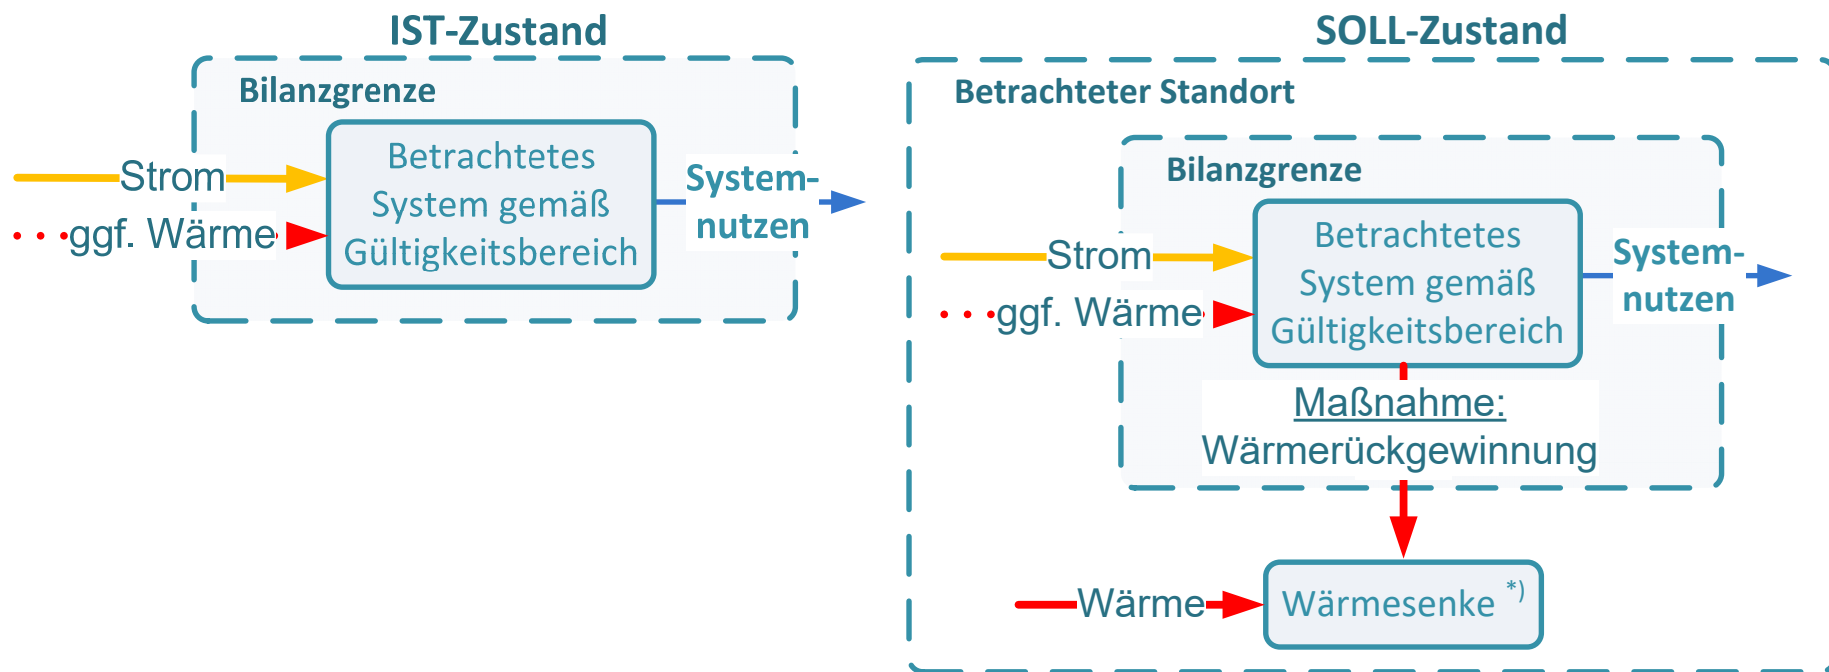 IST-Zustand
Bilanzgrenze
Betrachtetes
System gemäß
Gültigkeitsbereich
Strom
ggf. Wärme
System-
nutzen
SOLL-Zustand
Betrachteter Standort
Bilanzgrenze
Betrachtetes
System gemäß
Gültigkeitsbereich
Strom
ggf. Wärme
System-
nutzen
Maßnahme:
Wärmerückgewinnung
Wärme
Wärmesenke *)